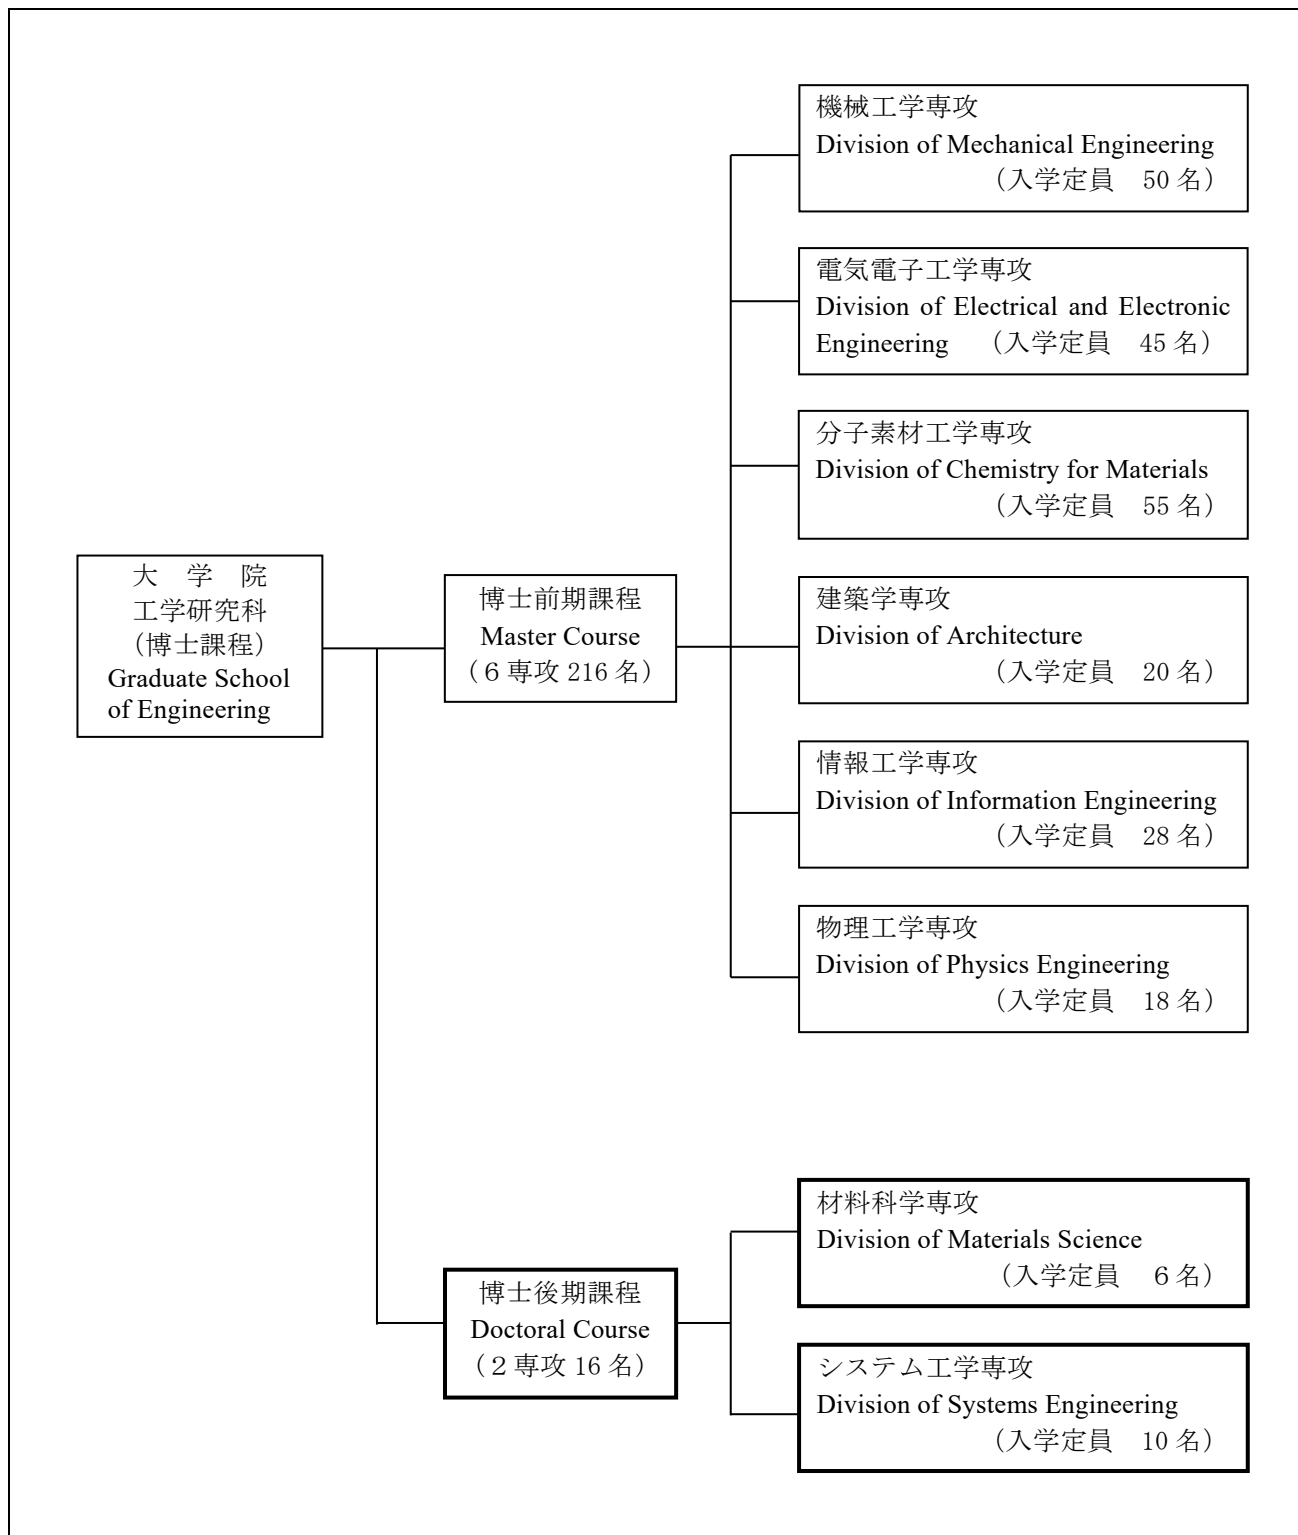 大　学　院
工学研究科
（博士課程）
Graduate School
of Engineering
博士前期課程
Master Course
（６専攻 216 名）
機械工学専攻
Division of Mechanical Engineering
（入学定員　50 名）
電気電子工学専攻
Division of Electrical and Electronic
Engineering　（入学定員　45 名）
分子素材工学専攻
Division of Chemistry for Materials
（入学定員　55 名）
建築学専攻
Division of Architecture
（入学定員　20 名）
情報工学専攻
Division of Information Engineering
（入学定員　28 名）
物理工学専攻
Division of Physics Engineering
（入学定員　18 名）
博士後期課程
Doctoral Course
（２専攻 16 名）
材料科学専攻
Division of Materials Science
（入学定員　６名）
システム工学専攻
Division of Systems Engineering
（入学定員　10 名）